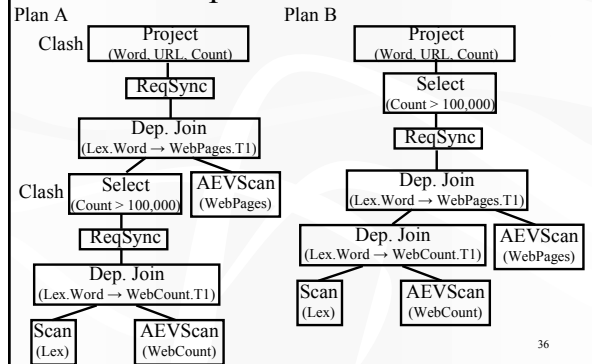 Plan A
Clash
Project
(Word, URL, Count)
ReqSync
Dep. Join
(Lex.Word → WebPages.T1)
Clash
Select
(Count > 100,000)
AEVScan
(WebPages)
ReqSync
Dep. Join
(Lex.Word → WebCount.T1)
Scan
(Lex)
AEVScan
(WebCount)
Plan B
Project
(Word, URL, Count)
Select
(Count > 100,000)
ReqSync
Dep. Join
(Lex.Word → WebPages.T1)
Dep. Join
(Lex.Word → WebCount.T1)
AEVScan
(WebPages)
Scan
(Lex)
AEVScan
(WebCount)
36